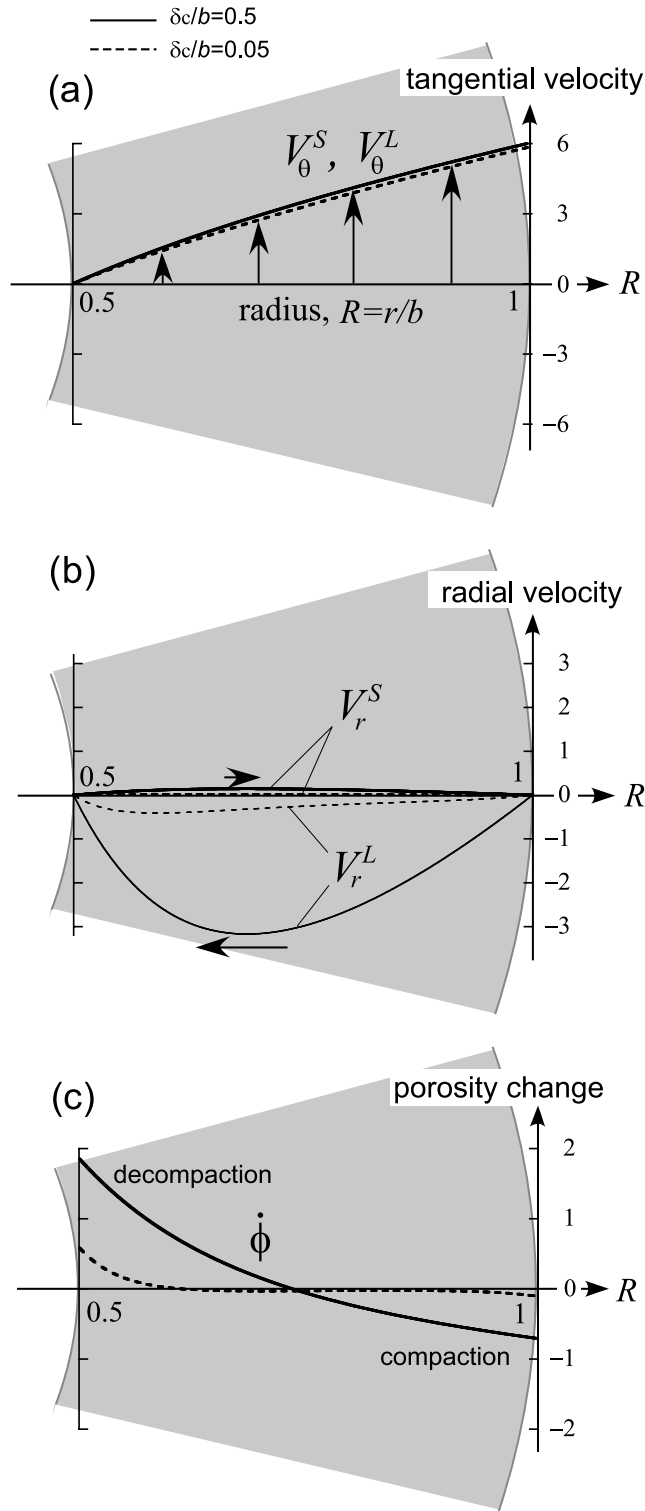 δc/b=0.5
δc/b=0.05
(a)
tangential velocity
V_θ^S , V_θ^L
6
3
0
R
0.5
1
radius, R=r/b
−3
−6
(b)
radial velocity
3
2
1
V_r^S
0.5
1
0
R
−1
V_r^L
−2
−3
(c)
porosity change
2
decompaction
1
ϕ̇
0
R
0.5
1
compaction
−1
−2